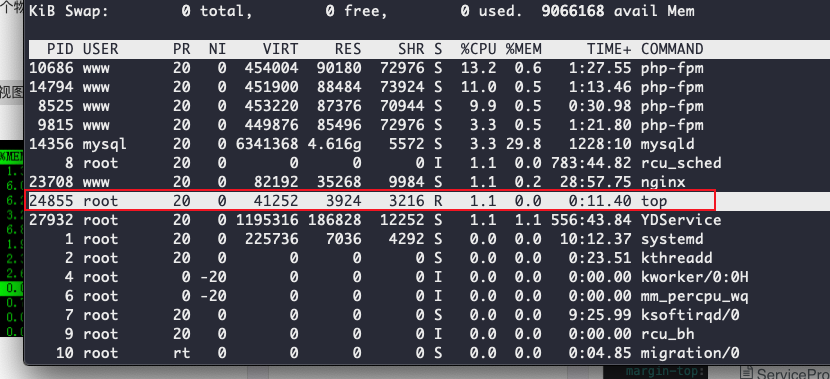 个物
KiB Swap:        0 total,        0 free,        0 used.  9066168 avail Mem
PID USER      PR  NI    VIRT    RES    SHR S  %CPU %MEM     TIME+ COMMAND
10686 www       20   0  454004  90180  72976 S  13.2  0.6   1:27.55 php-fpm
14794 www       20   0  451900  88484  73924 S  11.0  0.5   1:13.46 php-fpm
视图
8525 www       20   0  453220  87376  70944 S   9.9  0.5   0:30.98 php-fpm
9815 www       20   0  449876  85496  72976 S   3.3  0.5   1:21.80 php-fpm
14356 mysql     20   0 6341368 4.616g   5572 S   3.3 29.8   1228:10 mysqld
8 root      20   0       0      0      0 I   1.1  0.0 783:44.82 rcu_sched
23708 www       20   0   82192  35268   9984 S   1.1  0.2  28:57.75 nginx
24855 root      20   0   41252   3924   3216 R   1.1  0.0   0:11.40 top
27932 root      20   0 1195316 186828  12252 S   1.1  1.1 556:43.84 YDService
1 root      20   0  225736   7036   4292 S   0.0  0.0  10:12.37 systemd
2 root      20   0       0      0      0 S   0.0  0.0   0:23.51 kthreadd
4 root       0 -20       0      0      0 I   0.0  0.0   0:00.00 kworker/0:0H
6 root       0 -20       0      0      0 I   0.0  0.0   0:00.00 mm_percpu_wq
7 root      20   0       0      0      0 S   0.0  0.0   9:25.99 ksoftirqd/0
9 root      20   0       0      0      0 I   0.0  0.0   0:00.00 rcu_bh
10 root      rt   0       0      0      0 S   0.0  0.0   0:04.85 migration/0
margin-top:
ServicePro